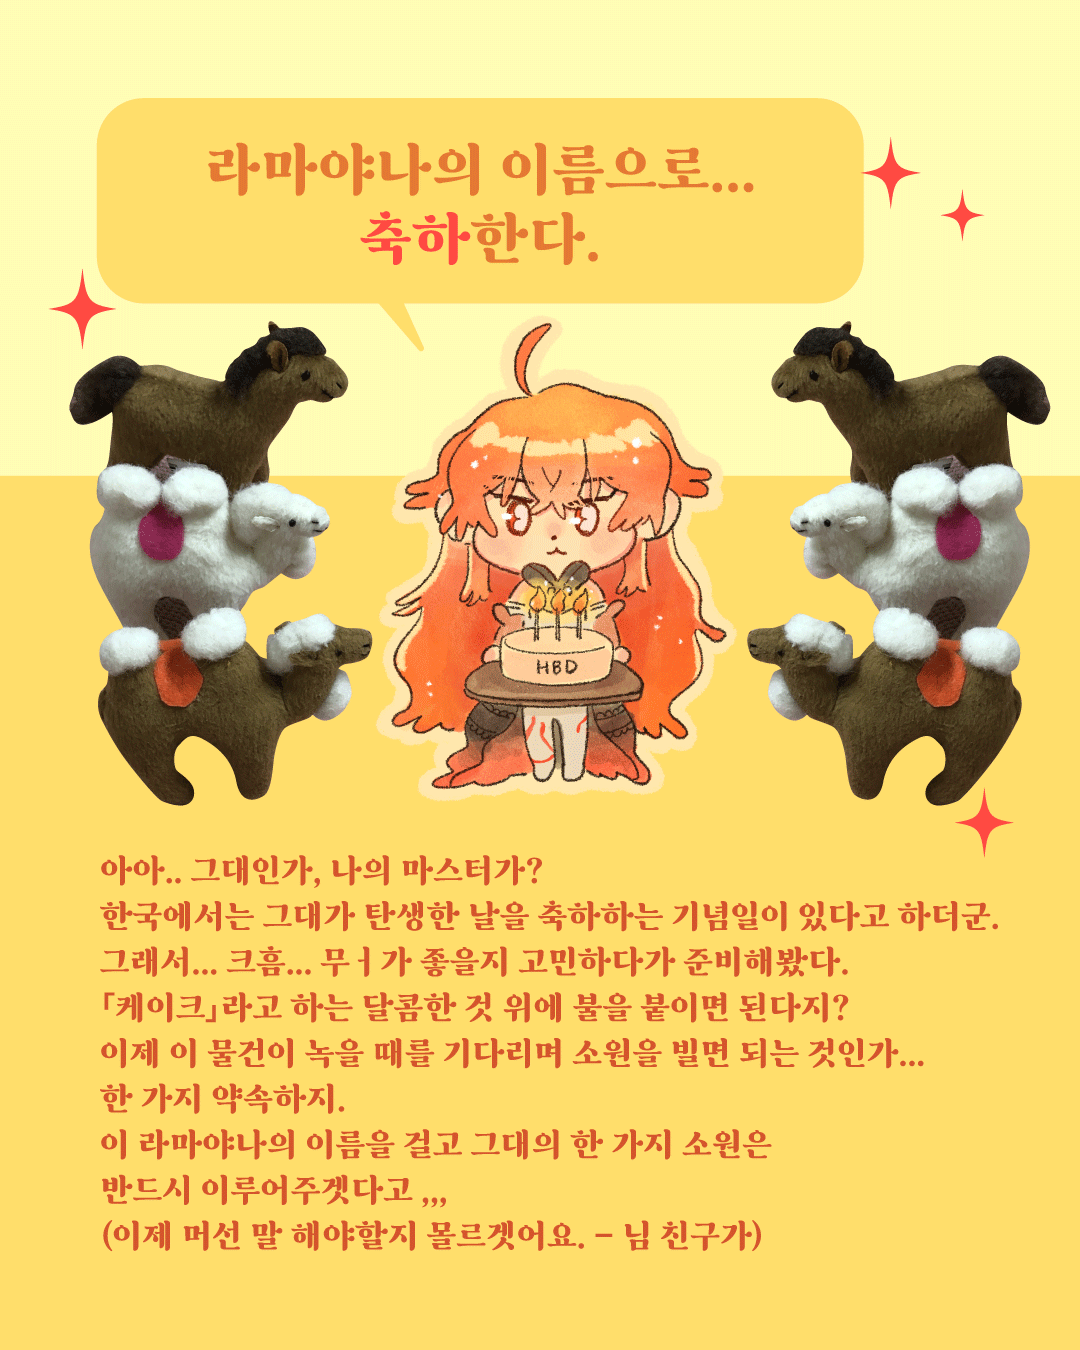 라마야나의 이름으로...
축하한다.
HBD
아아.. 그대인가, 나의 마스터가?
한국에서는 그대가 탄생한 날을 축하하는 기념일이 있다고 하더군.
그래서... 크흠... 무ㅓ가 좋을지 고민하다가 준비해봤다.
「케이크」라고 하는 달콤한 것 위에 불을 붙이면 된다지?
이제 이 물건이 녹을 때를 기다리며 소원을 빌면 되는 것인가...
한 가지 약속하지.
이 라마야나의 이름을 걸고 그대의 한 가지 소원은
반드시 이루어주겟다고 ,,,
(이제 머선 말 해야할지 몰르겟어요. - 님 친구가)